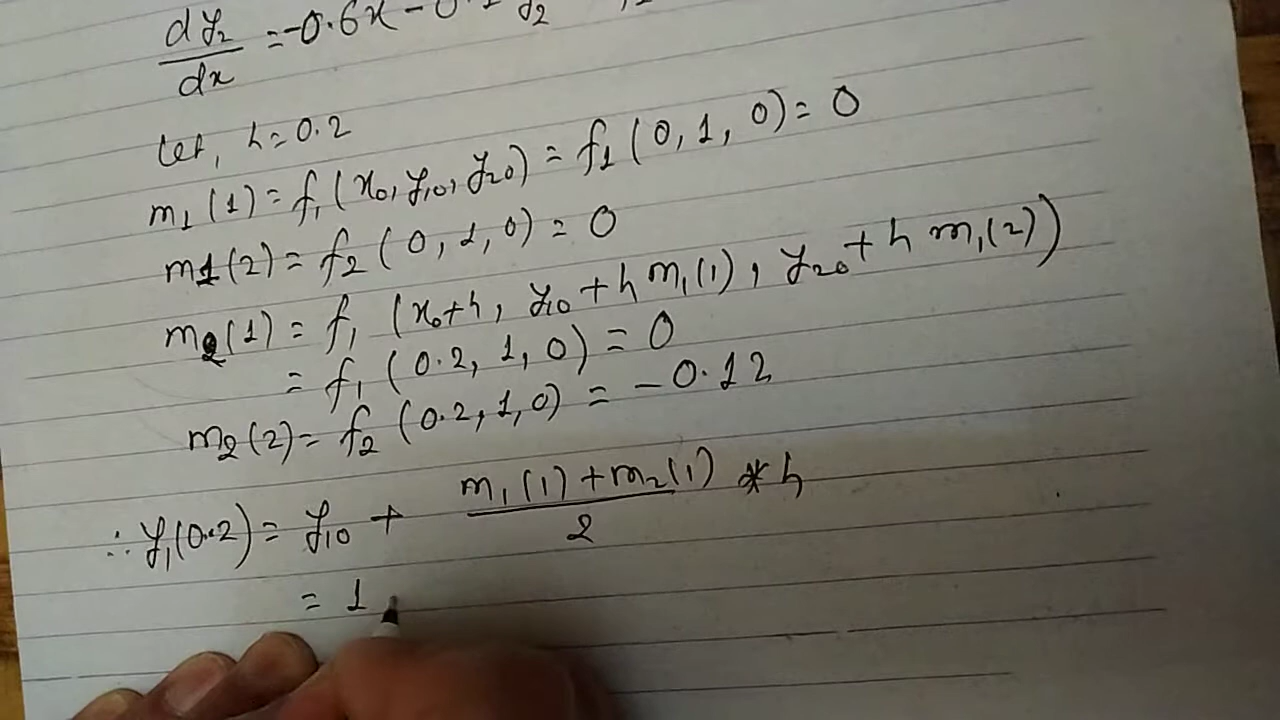 dy₂/dx = -0.6x - 0. y₂
Let, h = 0.2
m₁(1) = f₁(x₀, y₁₀, y₂₀) = f₁(0, 1, 0) = 0
m1(2) = f₂(0, 1, 0) = 0
m₂(1) = f₁(x₀+h, y₁₀ + h m₁(1), y₂₀ + h m₁(2))
= f₁(0.2, 1, 0) = 0
m₂(2) = f₂(0.2, 1, 0) = -0.12
∴ y₁(0.2) = y₁₀ + (m₁(1) + m₂(1))/2 * h
= 1